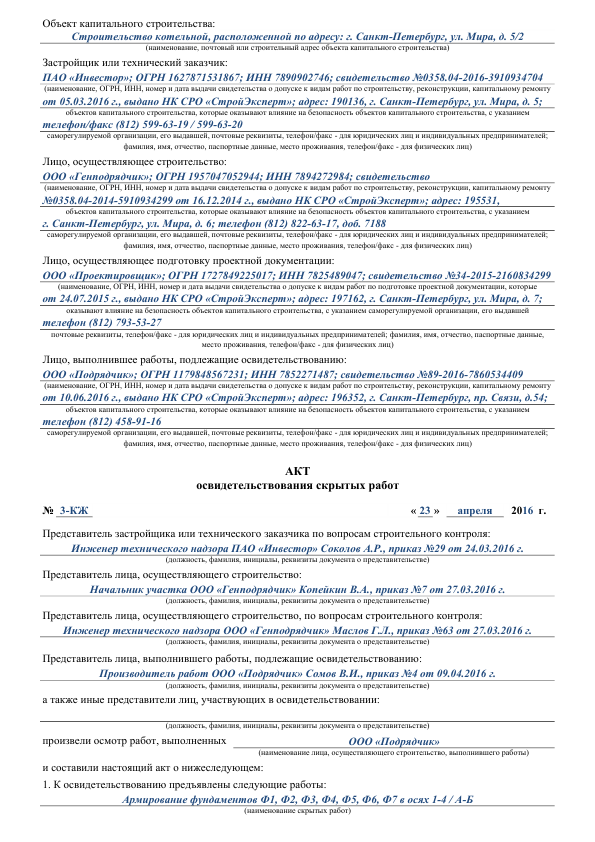 Объект капитального строительства:
Строительство котельной, расположенной по адресу: г. Санкт-Петербург, ул. Мира, д. 5/2
(наименование, почтовый или строительный адрес объекта капитального строительства)
Застройщик или технический заказчик:
ПАО «Инвестор»; ОГРН 1627871531867; ИНН 7890902746; свидетельство №0358.04-2016-3910934704
(наименование, ОГРН, ИНН, номер и дата выдачи свидетельства о допуске к видам работ по строительству, реконструкции, капитальному ремонту
от 05.03.2016 г., выдано НК СРО «СтройЭксперт»; адрес: 190136, г. Санкт-Петербург, ул. Мира, д. 5;
объектов капитального строительства, которые оказывают влияние на безопасность объектов капитального строительства, с указанием
телефон/факс (812) 599-63-19 / 599-63-20
саморегулируемой организации, его выдавшей, почтовые реквизиты, телефон/факс - для юридических лиц и индивидуальных предпринимателей;
фамилия, имя, отчество, паспортные данные, место проживания, телефон/факс - для физических лиц)
Лицо, осуществляющее строительство:
ООО «Генподрядчик»; ОГРН 1957047052944; ИНН 7894272984; свидетельство
(наименование, ОГРН, ИНН, номер и дата выдачи свидетельства о допуске к видам работ по строительству, реконструкции, капитальному ремонту
№0358.04-2014-5910934299 от 16.12.2014 г., выдано НК СРО «СтройЭксперт»; адрес: 195531,
объектов капитального строительства, которые оказывают влияние на безопасность объектов капитального строительства, с указанием
г. Санкт-Петербург, ул. Мира, д. 6; телефон (812) 822-63-17, доб. 7188
саморегулируемой организации, его выдавшей, почтовые реквизиты, телефон/факс - для юридических лиц и индивидуальных предпринимателей;
фамилия, имя, отчество, паспортные данные, место проживания, телефон/факс - для физических лиц)
Лицо, осуществляющее подготовку проектной документации:
ООО «Проектировщик»; ОГРН 1727849225017; ИНН 7825489047; свидетельство №34-2015-2160834299
(наименование, ОГРН, ИНН, номер и дата выдачи свидетельства о допуске к видам работ по подготовке проектной документации, которые
от 24.07.2015 г., выдано НК СРО «СтройЭксперт»; адрес: 197162, г. Санкт-Петербург, ул. Мира, д. 7;
оказывают влияние на безопасность объектов капитального строительства, с указанием саморегулируемой организации, его выдавшей
телефон (812) 793-53-27
почтовые реквизиты, телефон/факс - для юридических лиц и индивидуальных предпринимателей; фамилия, имя, отчество, паспортные данные,
место проживания, телефон/факс - для физических лиц)
Лицо, выполнившее работы, подлежащие освидетельствованию:
ООО «Подрядчик»; ОГРН 1179848567231; ИНН 7852271487; свидетельство №89-2016-7860534409
(наименование, ОГРН, ИНН, номер и дата выдачи свидетельства о допуске к видам работ по строительству, реконструкции, капитальному ремонту
от 10.06.2016 г., выдано НК СРО «СтройЭксперт»; адрес: 196352, г. Санкт-Петербург, пр. Связи, д.54;
объектов капитального строительства, которые оказывают влияние на безопасность объектов капитального строительства, с указанием
телефон (812) 458-91-16
саморегулируемой организации, его выдавшей, почтовые реквизиты, телефон/факс - для юридических лиц и индивидуальных предпринимателей;
фамилия, имя, отчество, паспортные данные, место проживания, телефон/факс - для физических лиц)
АКТ
освидетельствования скрытых работ
№ 3-КЖ « 23 » апреля 2016 г.
Представитель застройщика или технического заказчика по вопросам строительного контроля:
Инженер технического надзора ПАО «Инвестор» Соколов А.Р., приказ №29 от 24.03.2016 г.
(должность, фамилия, инициалы, реквизиты документа о представительстве)
Представитель лица, осуществляющего строительство:
Начальник участка ООО «Генподрядчик» Копейкин В.А., приказ №7 от 27.03.2016 г.
(должность, фамилия, инициалы, реквизиты документа о представительстве)
Представитель лица, осуществляющего строительство, по вопросам строительного контроля:
Инженер технического надзора ООО «Генподрядчик» Маслов Г.Л., приказ №63 от 27.03.2016 г.
(должность, фамилия, инициалы, реквизиты документа о представительстве)
Представитель лица, выполнившего работы, подлежащие освидетельствованию:
Производитель работ ООО «Подрядчик» Сомов В.И., приказ №4 от 09.04.2016 г.
(должность, фамилия, инициалы, реквизиты документа о представительстве)
а также иные представители лиц, участвующих в освидетельствовании:
(должность, фамилия, инициалы, реквизиты документа о представительстве)
произвели осмотр работ, выполненных ООО «Подрядчик»
(наименование лица, осуществляющего строительство, выполнившего работы)
и составили настоящий акт о нижеследующем:
1. К освидетельствованию предъявлены следующие работы:
Армирование фундаментов Ф1, Ф2, Ф3, Ф4, Ф5, Ф6, Ф7 в осях 1-4 / А-Б
(наименование скрытых работ)